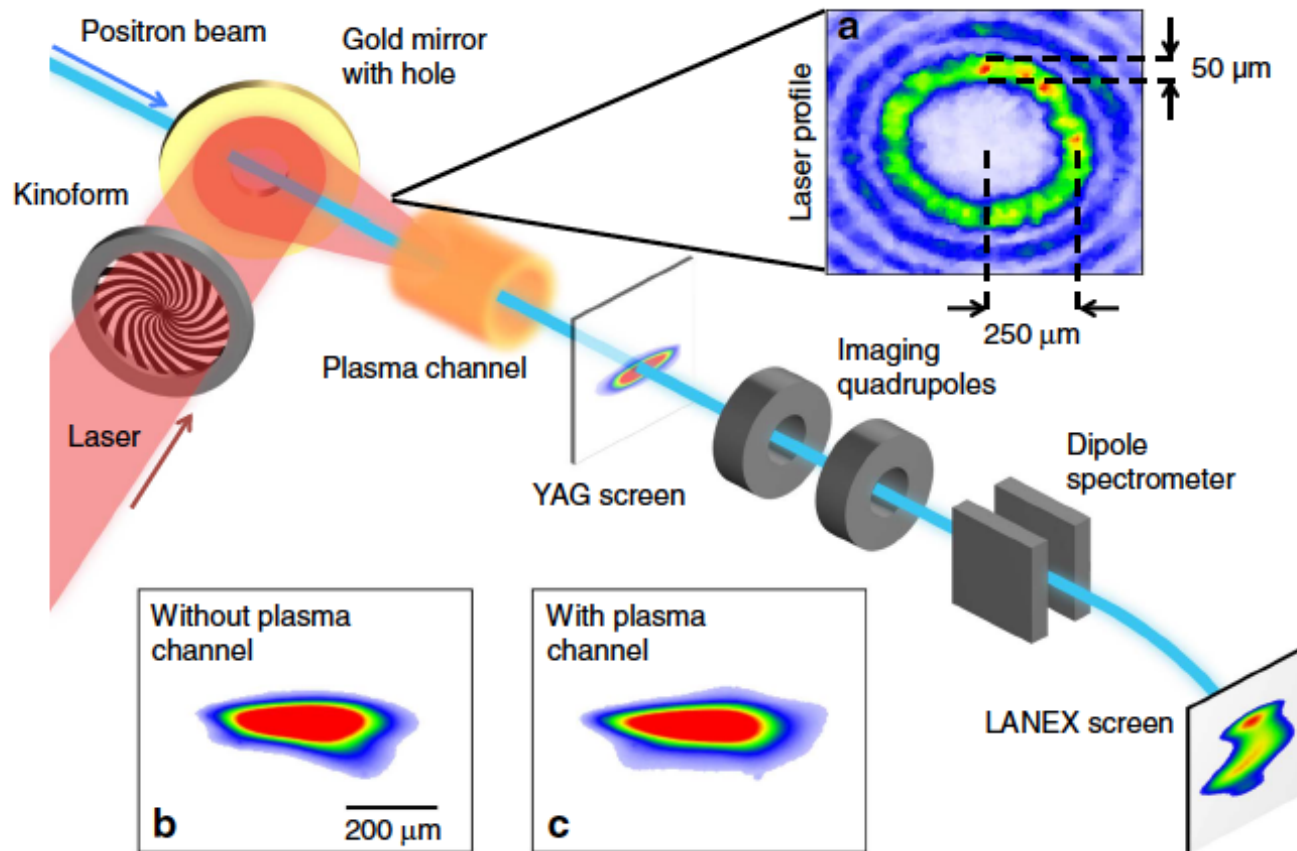 Positron beam
Gold mirror
with hole
Kinoform
Laser
Plasma channel
a
Laser profile
50 μm
250 μm
YAG screen
Imaging
quadrupoles
Dipole
spectrometer
LANEX screen
Without plasma
channel
b
200 μm
With plasma
channel
c